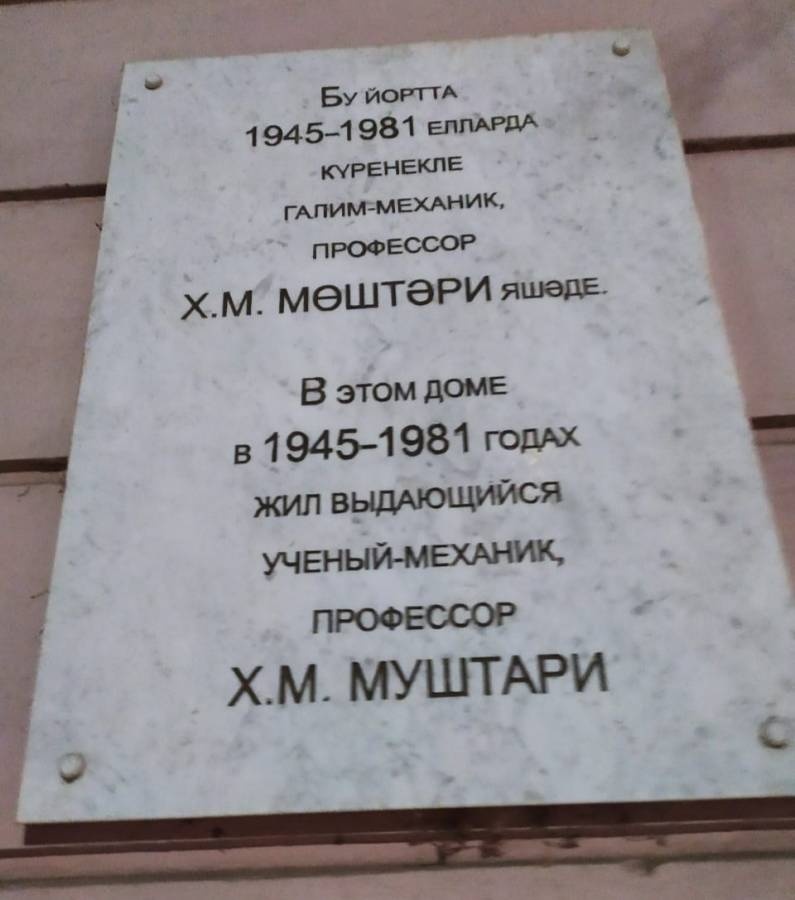 Бу йортта
1945–1981 елларда
күренекле
галим-механик,
профессор
Х.М. МӨШТӘРИ яшәде.
В этом доме
в 1945–1981 годах
жил выдающийся
ученый-механик,
профессор
Х.М. МУШТАРИ